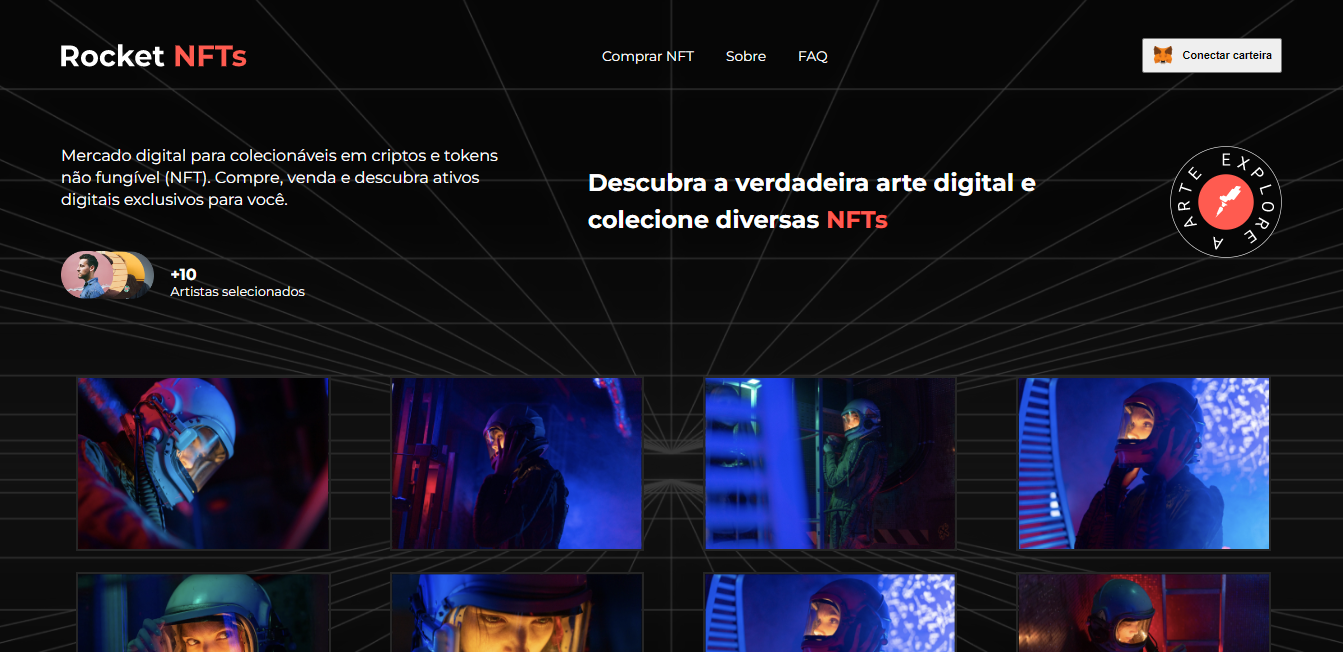 Rocket NFTs
Comprar NFT
Sobre
FAQ
Conectar carteira
Mercado digital para colecionáveis em criptos e tokens
não fungível (NFT). Compre, venda e descubra ativos
digitais exclusivos para você.
+10
Artistas selecionados
Descubra a verdadeira arte digital e
colecione diversas NFTs
EXPLORE A ARTE